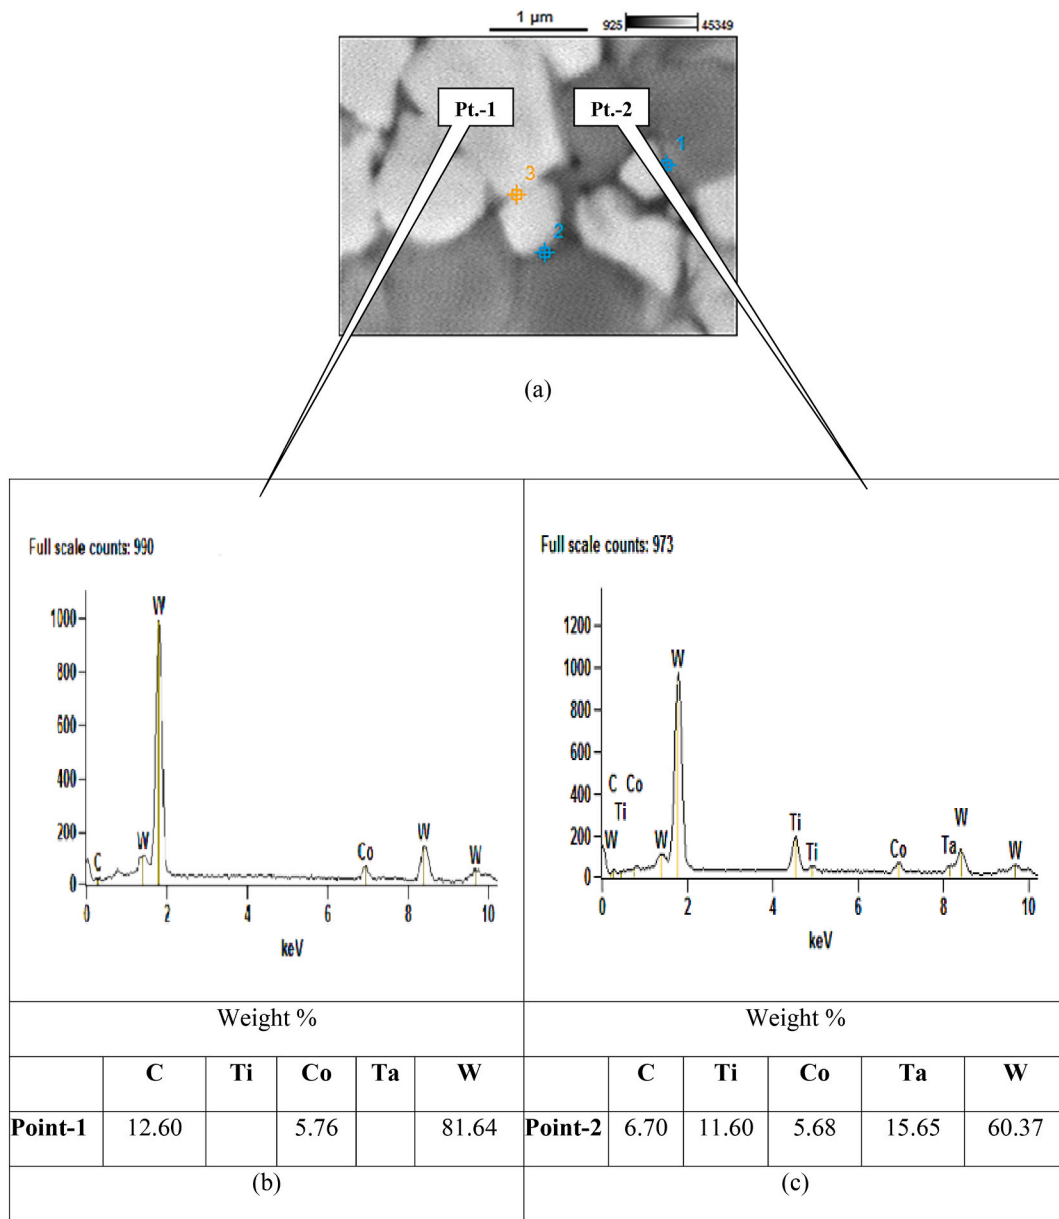 1 µm
925 45349
Pt.-1 Pt.-2
1
3
2
(a)
Full scale counts: 990
W
1000
800
600
400
200
0
C W Co W W
0 2 4 6 8 10
keV
Full scale counts: 973
1200
1000
800
600
400
200
0
W
C Co
Ti
W W Ti Ti Co Ta W W
0 2 4 6 8 10
keV
Weight %
C Ti Co Ta W
Point-1 12.60 5.76 81.64
(b)
Weight %
C Ti Co Ta W
Point-2 6.70 11.60 5.68 15.65 60.37
(c)